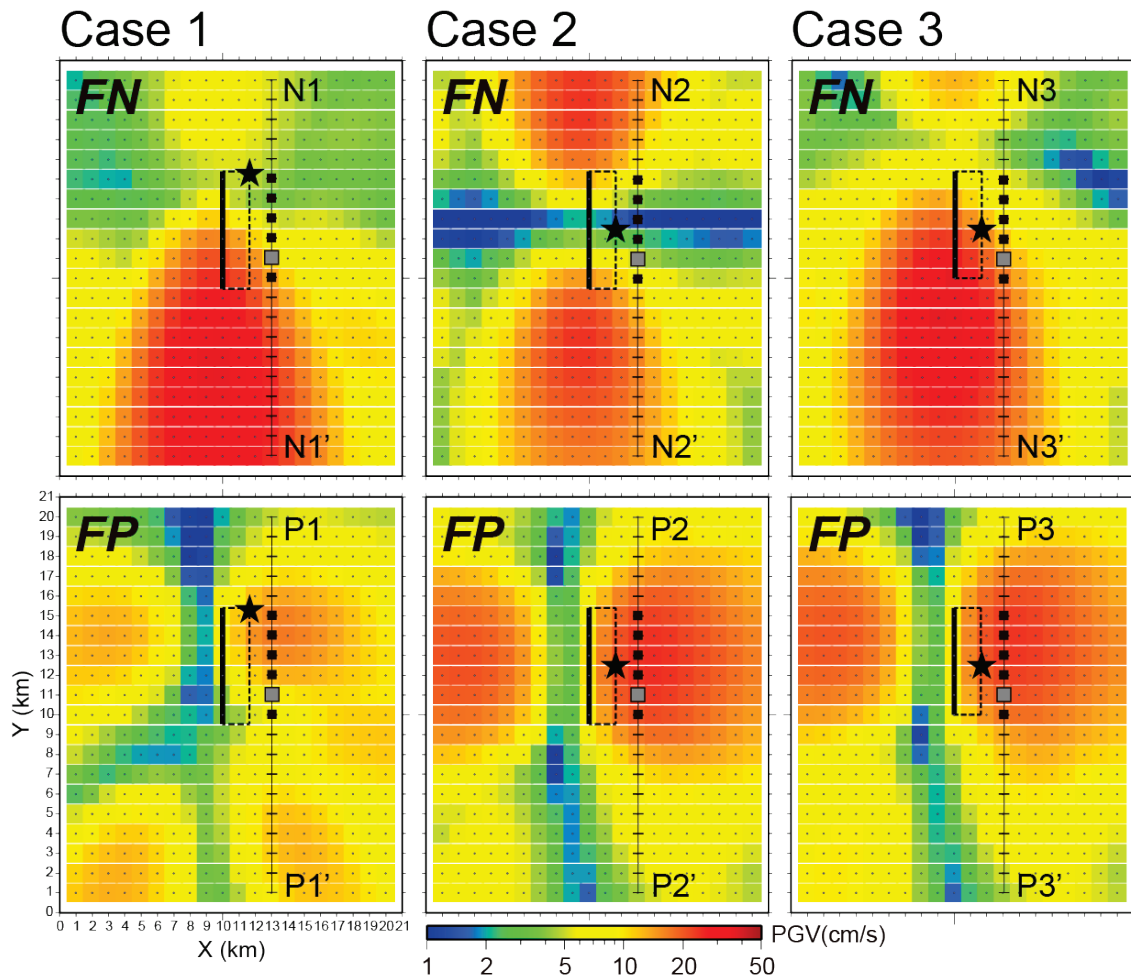 Case 1 Case 2 Case 3
FN N1 FN N2 FN N3
N1’ N2’ N3’
21
20 FP P1 FP P2 FP P3
19
18
17
16
15
14
13
12
11
Y (km)
10
9
8
7
6
5
4
3
2
1 P1’ P2’ P3’
0
0 1 2 3 4 5 6 7 8 9 10 11 12 13 14 15 16 17 18 19 20 21
X (km)
PGV(cm/s)
1 2 5 10 20 50